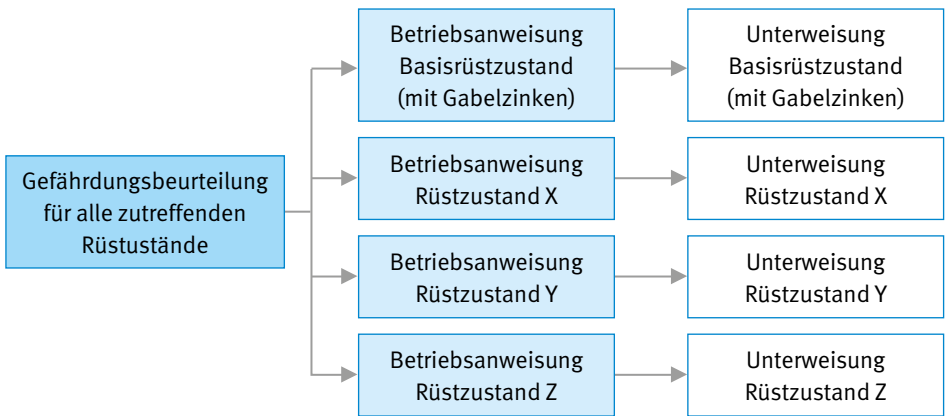 Gefährdungsbeurteilung
für alle zutreffenden
Rüstustände
Betriebsanweisung
Basisrüstzustand
(mit Gabelzinken)
Unterweisung
Basisrüstzustand
(mit Gabelzinken)
Betriebsanweisung
Rüstzustand X
Unterweisung
Rüstzustand X
Betriebsanweisung
Rüstzustand Y
Unterweisung
Rüstzustand Y
Betriebsanweisung
Rüstzustand Z
Unterweisung
Rüstzustand Z